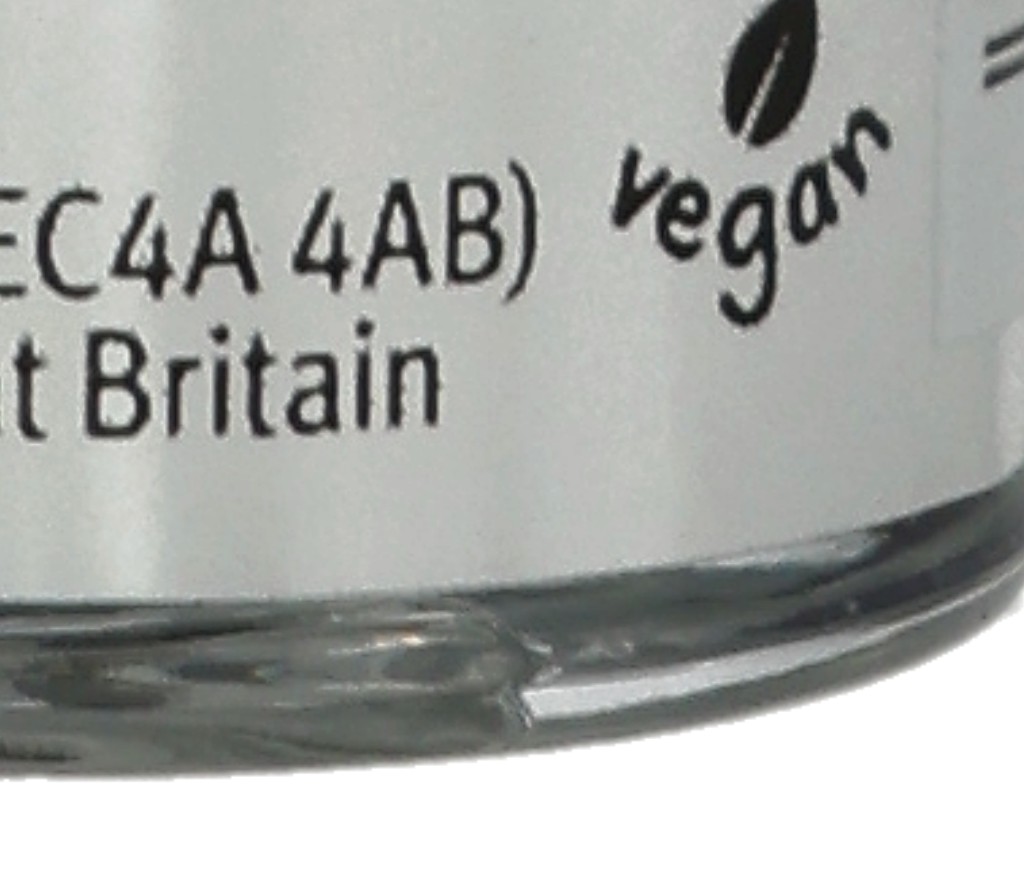 EC4A 4AB)
vegan
t Britain